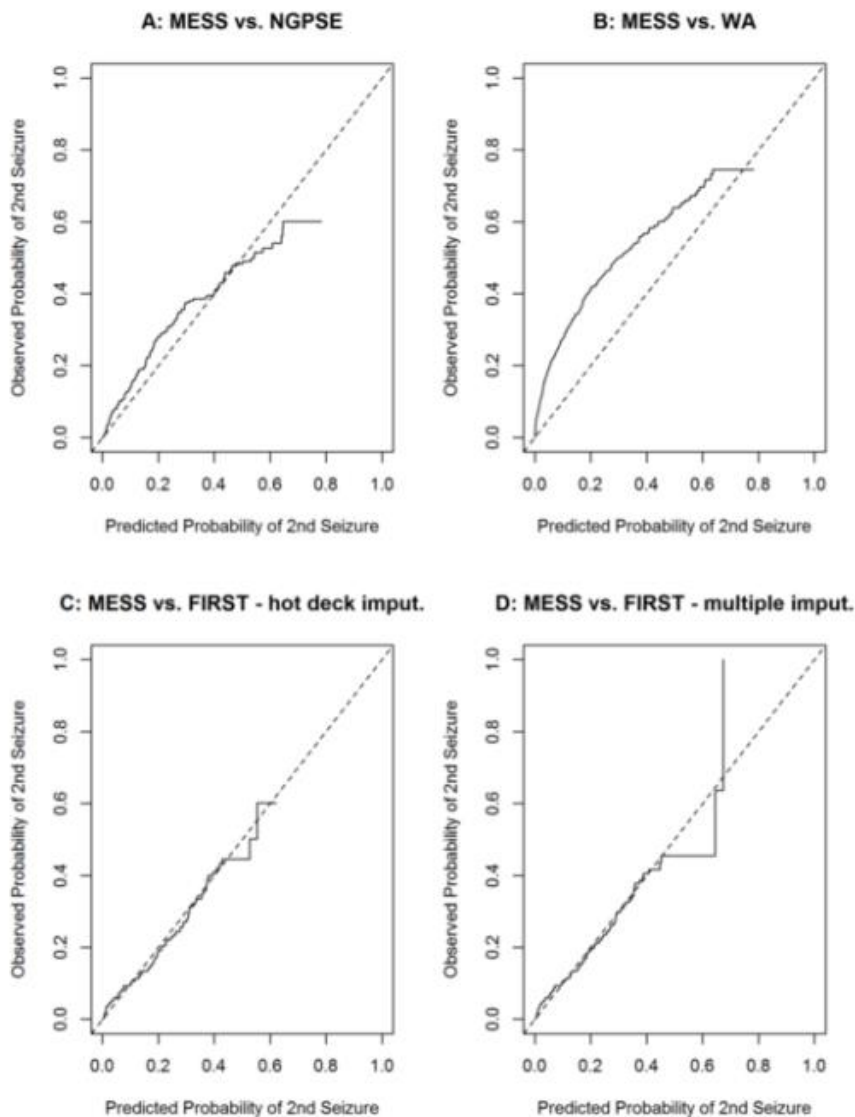 A: MESS vs. NGPSE
Observed Probability of 2nd Seizure
0.0 0.2 0.4 0.6 0.8 1.0
0.0 0.2 0.4 0.6 0.8 1.0
Predicted Probability of 2nd Seizure
B: MESS vs. WA
Observed Probability of 2nd Seizure
0.0 0.2 0.4 0.6 0.8 1.0
0.0 0.2 0.4 0.6 0.8 1.0
Predicted Probability of 2nd Seizure
C: MESS vs. FIRST - hot deck imput.
Observed Probability of 2nd Seizure
0.0 0.2 0.4 0.6 0.8 1.0
0.0 0.2 0.4 0.6 0.8 1.0
Predicted Probability of 2nd Seizure
D: MESS vs. FIRST - multiple imput.
Observed Probability of 2nd Seizure
0.0 0.2 0.4 0.6 0.8 1.0
0.0 0.2 0.4 0.6 0.8 1.0
Predicted Probability of 2nd Seizure